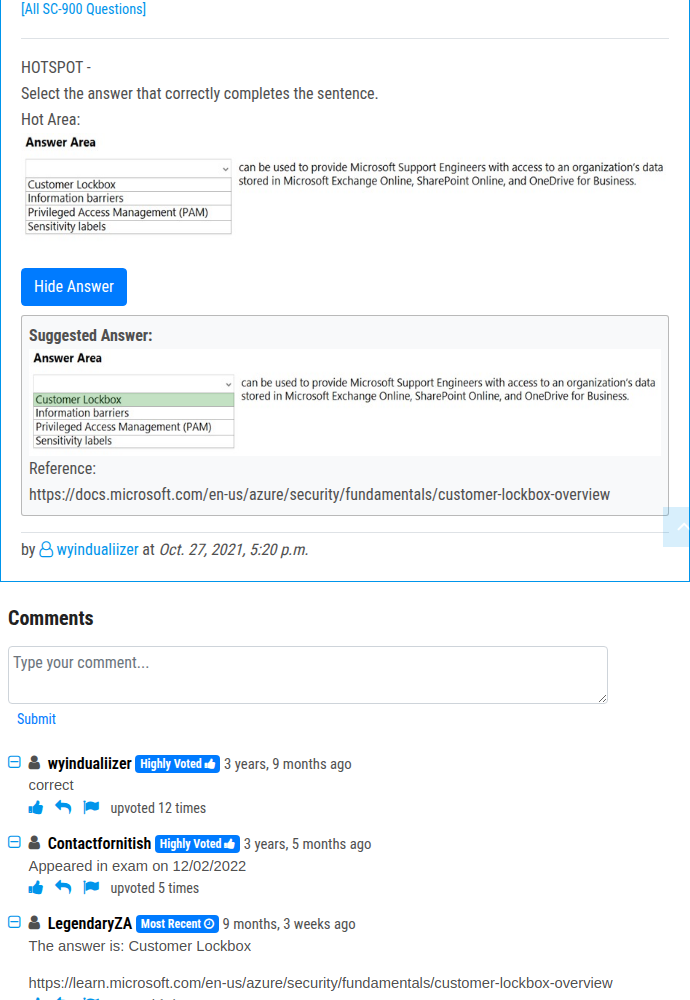 [All SC-900 Questions]
HOTSPOT -
Select the answer that correctly completes the sentence.
Hot Area:
Answer Area
can be used to provide Microsoft Support Engineers with access to an organization's data
stored in Microsoft Exchange Online, SharePoint Online, and OneDrive for Business.
Customer Lockbox
Information barriers
Privileged Access Management (PAM)
Sensitivity labels
Hide Answer
Suggested Answer:
Answer Area
can be used to provide Microsoft Support Engineers with access to an organization's data
stored in Microsoft Exchange Online, SharePoint Online, and OneDrive for Business.
Customer Lockbox
Information barriers
Privileged Access Management (PAM)
Sensitivity labels
Reference:
https://docs.microsoft.com/en-us/azure/security/fundamentals/customer-lockbox-overview
by wyindualiizer at Oct. 27, 2021, 5:20 p.m.
Comments
Type your comment...
Submit
wyindualiizer Highly Voted 3 years, 9 months ago
correct
upvoted 12 times
Contactfornitish Highly Voted 3 years, 5 months ago
Appeared in exam on 12/02/2022
upvoted 5 times
LegendaryZA Most Recent 9 months, 3 weeks ago
The answer is: Customer Lockbox
https://learn.microsoft.com/en-us/azure/security/fundamentals/customer-lockbox-overview